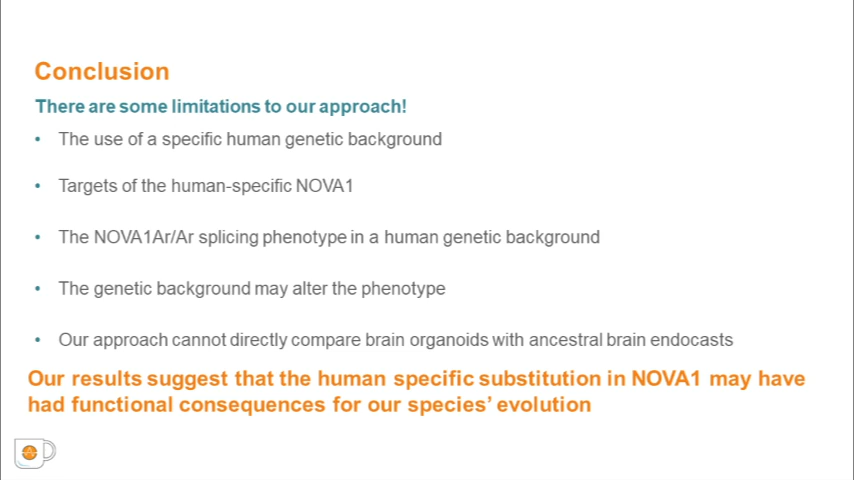 Conclusion
There are some limitations to our approach!
• The use of a specific human genetic background
• Targets of the human-specific NOVA1
• The NOVA1Ar/Ar splicing phenotype in a human genetic background
• The genetic background may alter the phenotype
• Our approach cannot directly compare brain organoids with ancestral brain endocasts
Our results suggest that the human specific substitution in NOVA1 may have
had functional consequences for our species’ evolution